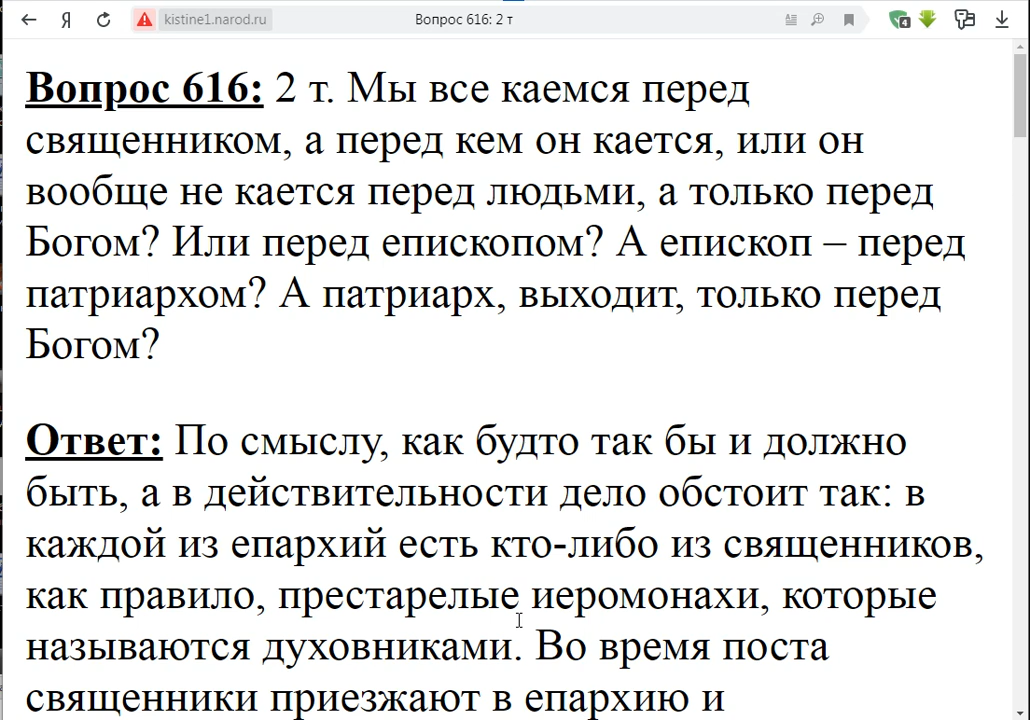 Я kistine1.narod.ru Вопрос 616: 2 т 4
Вопрос 616: 2 т. Мы все каемся перед
священником, а перед кем он кается, или он
вообще не кается перед людьми, а только перед
Богом? Или перед епископом? А епископ – перед
патриархом? А патриарх, выходит, только перед
Богом?
Ответ: По смыслу, как будто так бы и должно
быть, а в действительности дело обстоит так: в
каждой из епархий есть кто-либо из священников,
как правило, престарелые иеромонахи, которые
называются духовниками. Во время поста
священники приезжают в епархию и